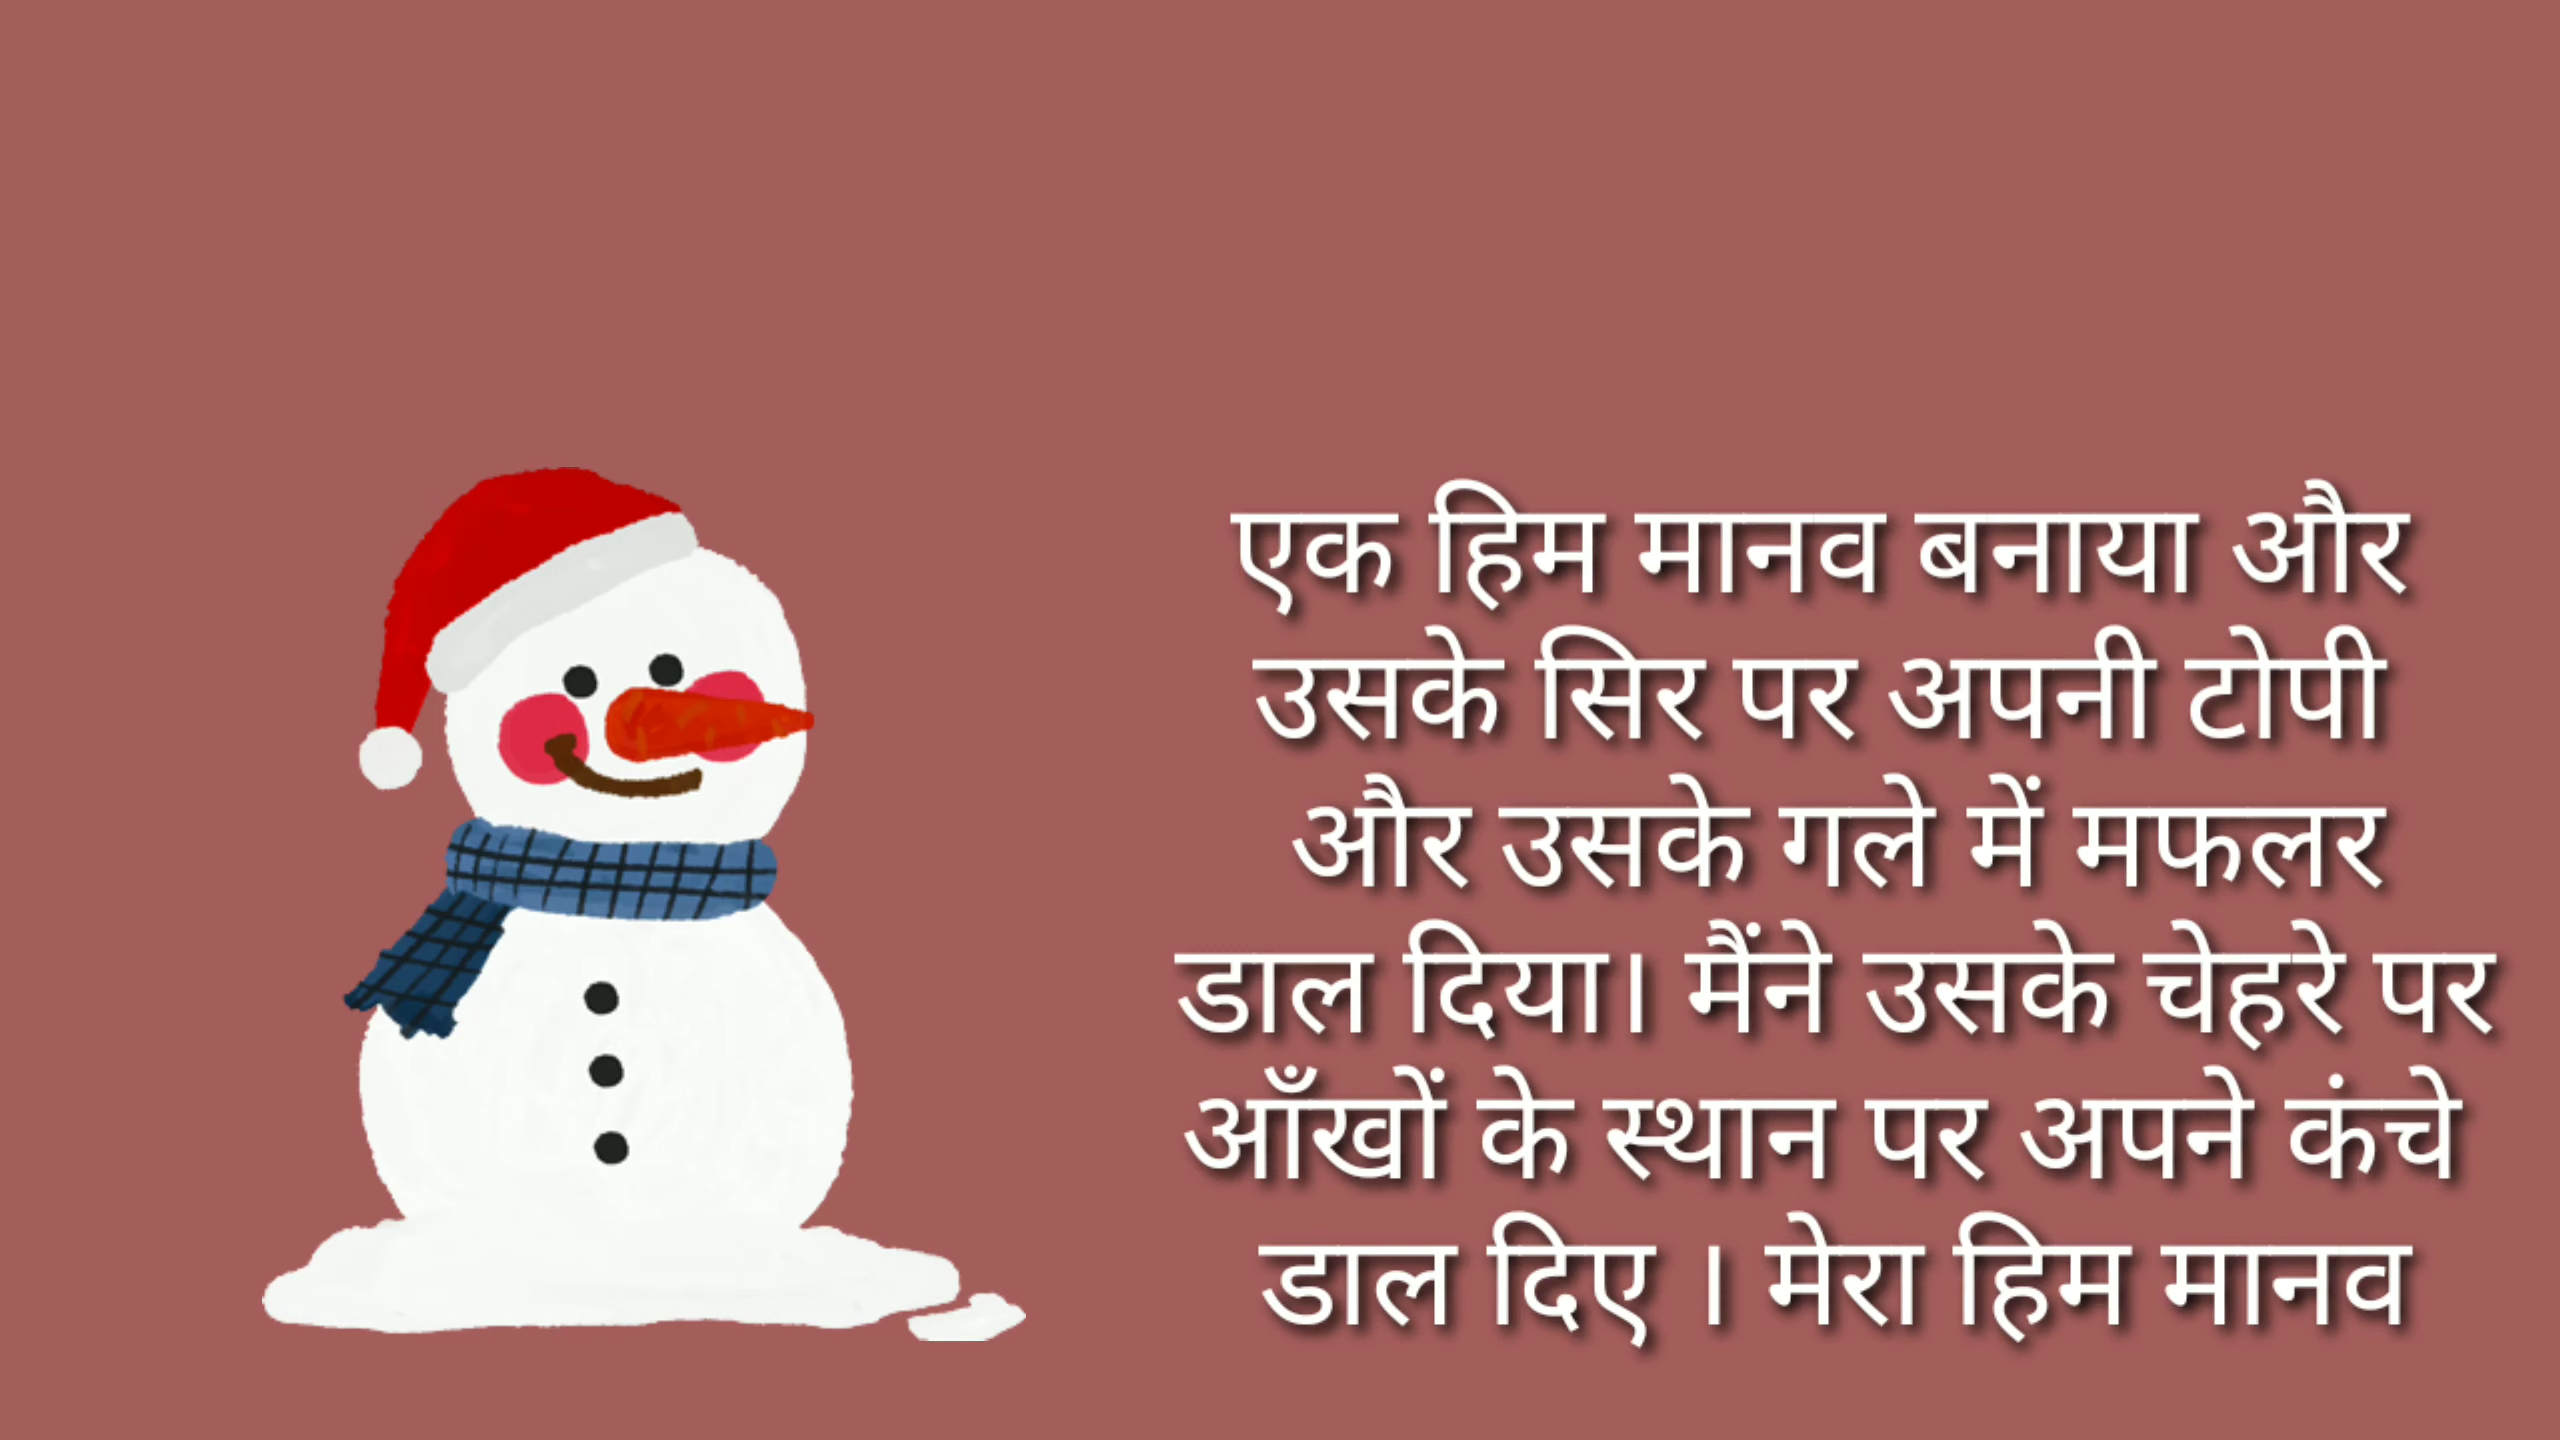 एक हिम मानव बनाया और
उसके सिर पर अपनी टोपी
और उसके गले में मफलर
डाल दिया। मैंने उसके चेहरे पर
आँखों के स्थान पर अपने कंचे
डाल दिए । मेरा हिम मानव